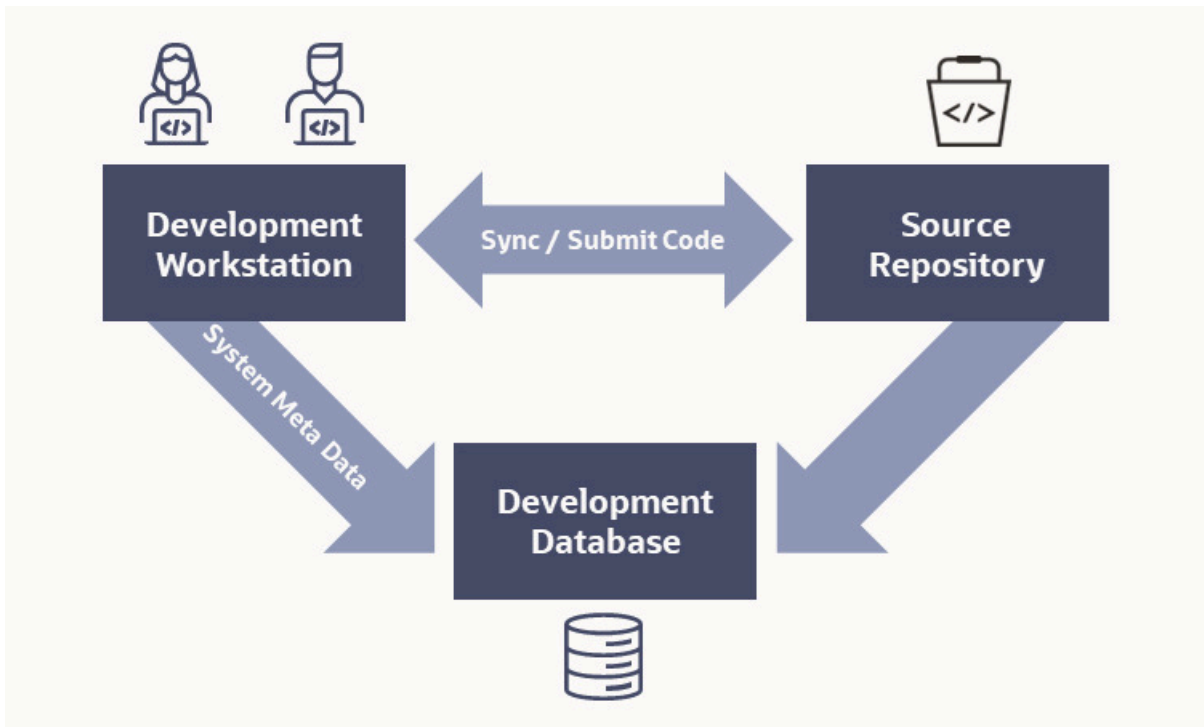 </>
</>
</>
Development
Workstation
Sync / Submit Code
Source
Repository
System Meta Data
Development
Database